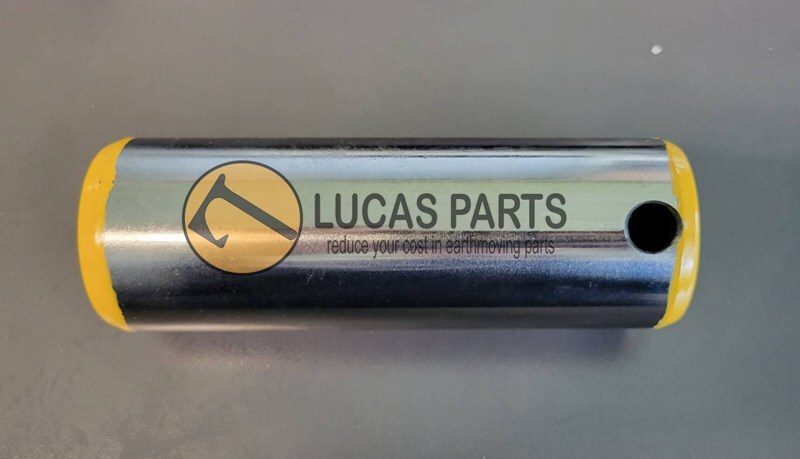 LUCAS PARTS
reduce your cost in earthmoving parts